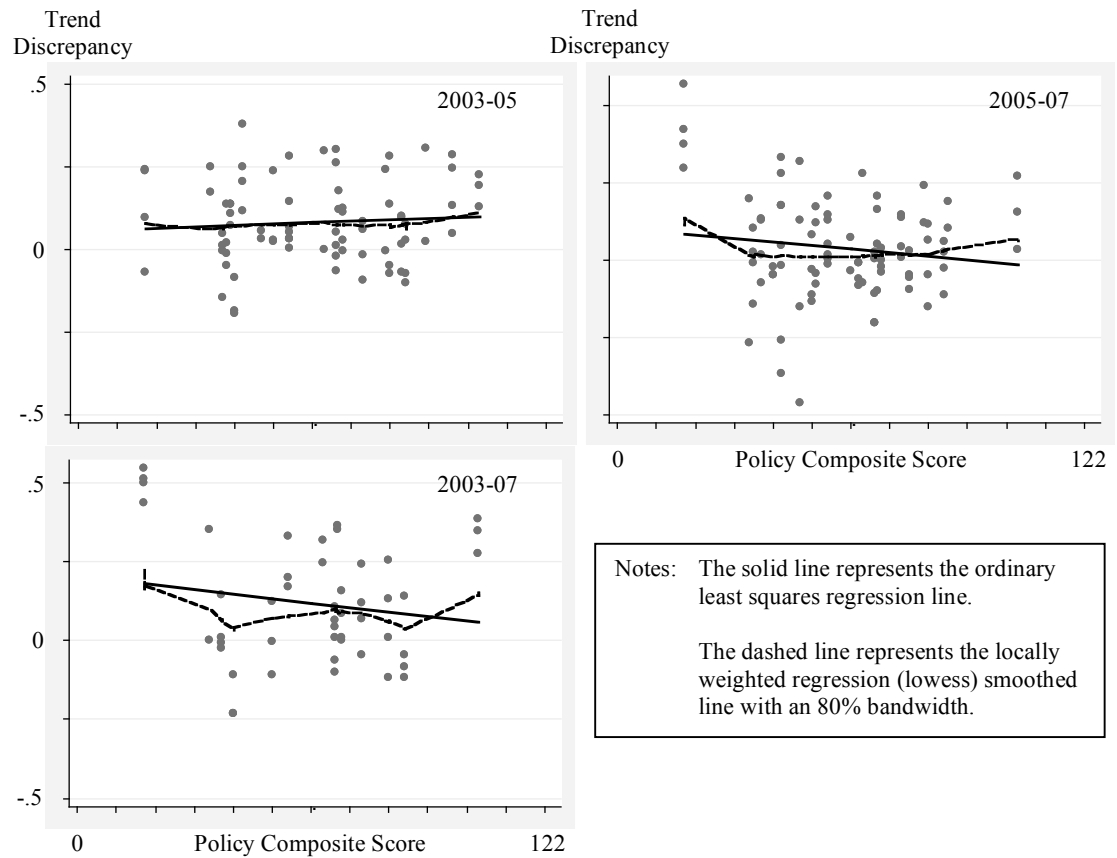 Trend
Discrepancy
Trend
Discrepancy
.5
2003-05
0
-.5
2005-07
0 Policy Composite Score 122
.5
2003-07
0
-.5
0 Policy Composite Score 122
Notes: The solid line represents the ordinary
least squares regression line.
The dashed line represents the locally
weighted regression (lowess) smoothed
line with an 80% bandwidth.